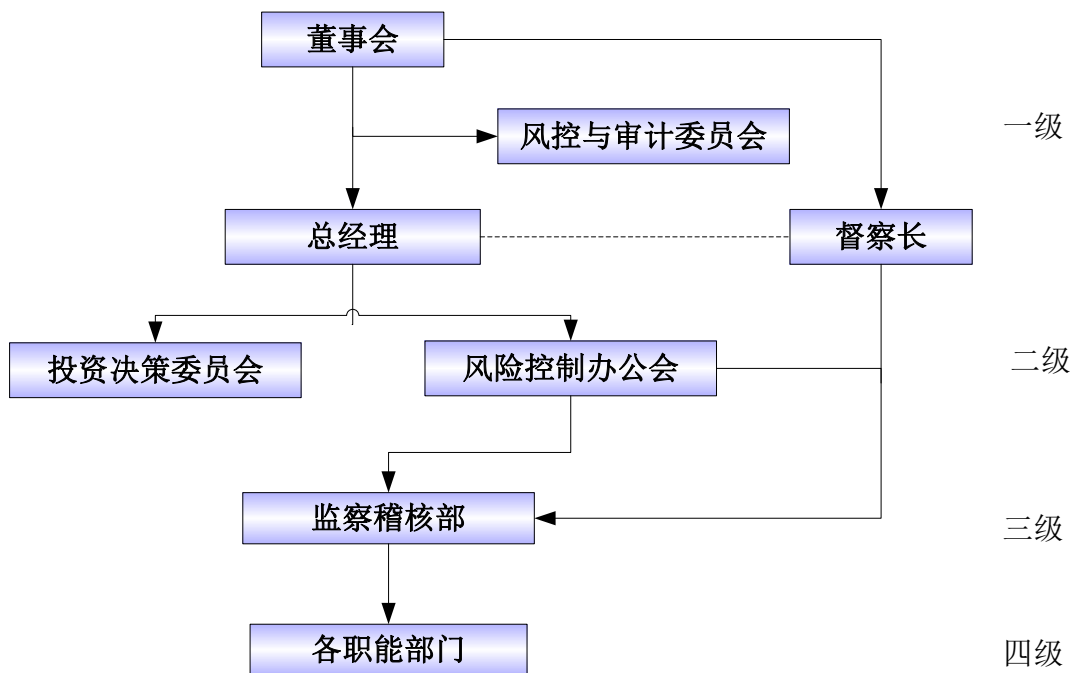 董事会
风控与审计委员会
一级
总经理
督察长
投资决策委员会
风险控制办公会
二级
监察稽核部
三级
各职能部门
四级